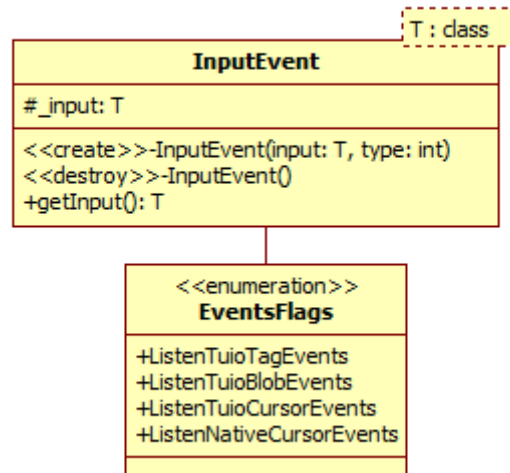 T : class
InputEvent
#_input: T
<<create>>-InputEvent(input: T, type: int)
<<destroy>>-InputEvent()
+getInput(): T
<<enumeration>>
EventsFlags
+ListenTuioTagEvents
+ListenTuioBlobEvents
+ListenTuioCursorEvents
+ListenNativeCursorEvents